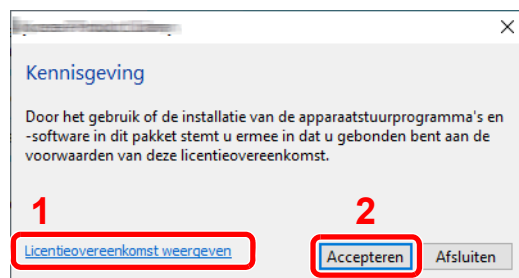 Kennisgeving
Door het gebruik of de installatie van de apparaatstuurprogramma's en
-software in dit pakket stemt u ermee in dat u gebonden bent aan de
voorwaarden van deze licentieovereenkomst.
1
2
Licentieovereenkomst weergeven
Accepteren Afsluiten